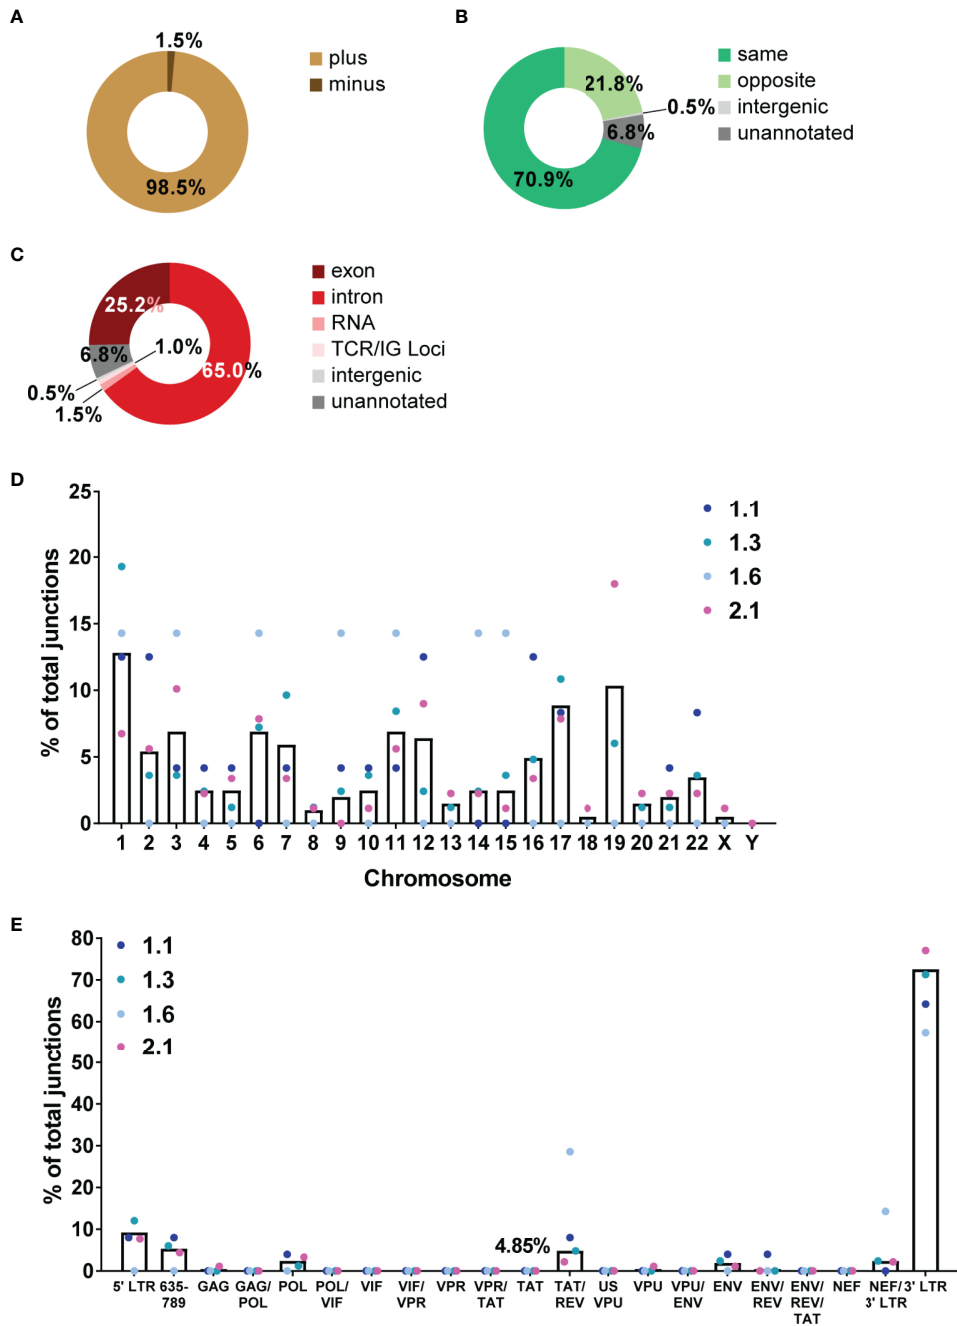 A
1.5%
98.5%
plus
minus
B
21.8%
0.5%
6.8%
70.9%
same
opposite
intergenic
unannotated
C
25.2%
6.8%
1.0%
65.0%
0.5%
1.5%
exon
intron
RNA
TCR/IG Loci
intergenic
unannotated
D
% of total junctions
25
20
15
10
5
0
1.1
1.3
1.6
2.1
1 2 3 4 5 6 7 8 9 10 11 12 13 14 15 16 17 18 19 20 21 22 X Y
Chromosome
E
% of total junctions
80
70
60
50
40
30
20
10
0
1.1
1.3
1.6
2.1
4.85%
5' LTR 635- GAG GAG/ POL POL/ VIF VIF/ VPR VPR/ TAT TAT/ US VPU VPU/ ENV ENV/ ENV/ NEF NEF/ 3' LTR
789 POL VIF VPR TAT REV VPU ENV REV REV/ 3' LTR
TAT